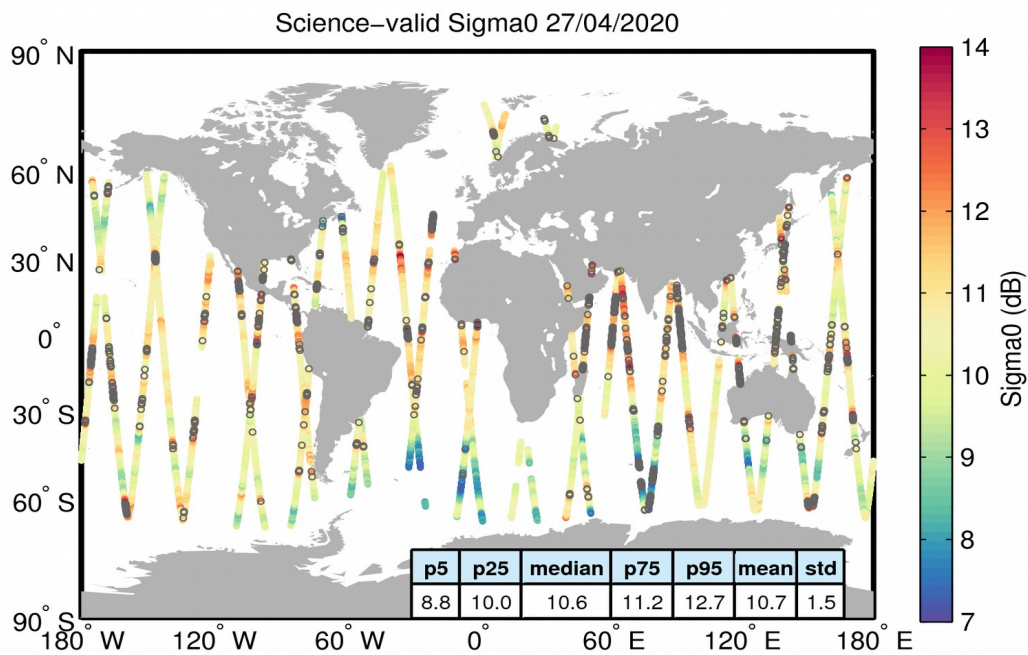 Science−valid Sigma0 27/04/2020
90° N
60° N
30° N
0°
30° S
60° S
90° S
180° W
120° W
60° W
0°
60° E
120° E
180° E
p5 p25 median p75 p95 mean std
8.8 10.0 10.6 11.2 12.7 10.7 1.5
14
13
12
11
10
9
8
7
Sigma0 (dB)